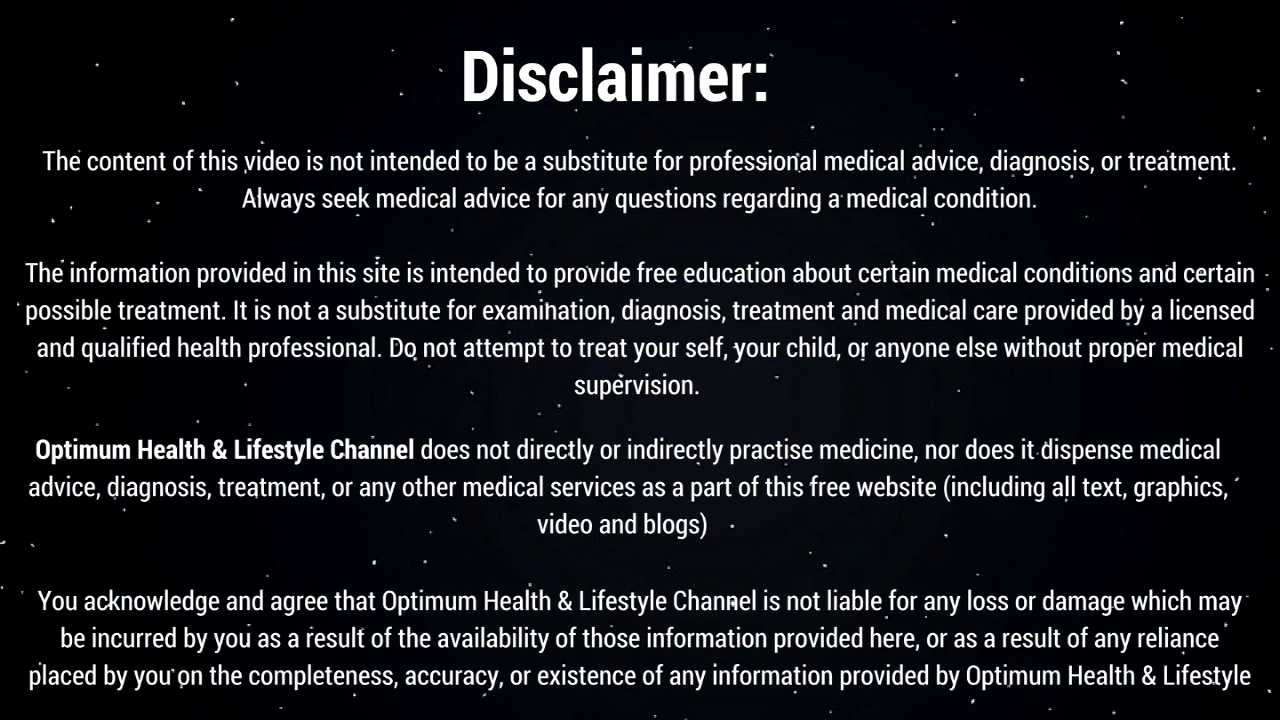 Disclaimer:
The content of this video is not intended to be a substitute for professional medical advice, diagnosis, or treatment.
Always seek medical advice for any questions regarding a medical condition.
The information provided in this site is intended to provide free education about certain medical conditions and certain
possible treatment. It is not a substitute for examination, diagnosis, treatment and medical care provided by a licensed
and qualified health professional. Do not attempt to treat your self, your child, or anyone else without proper medical
supervision.
Optimum Health & Lifestyle Channel does not directly or indirectly practise medicine, nor does it dispense medical
advice, diagnosis, treatment, or any other medical services as a part of this free website (including all text, graphics,
video and blogs)
You acknowledge and agree that Optimum Health & Lifestyle Channel is not liable for any loss or damage which may
be incurred by you as a result of the availability of those information provided here, or as a result of any reliance
placed by you on the completeness, accuracy, or existence of any information provided by Optimum Health & Lifestyle